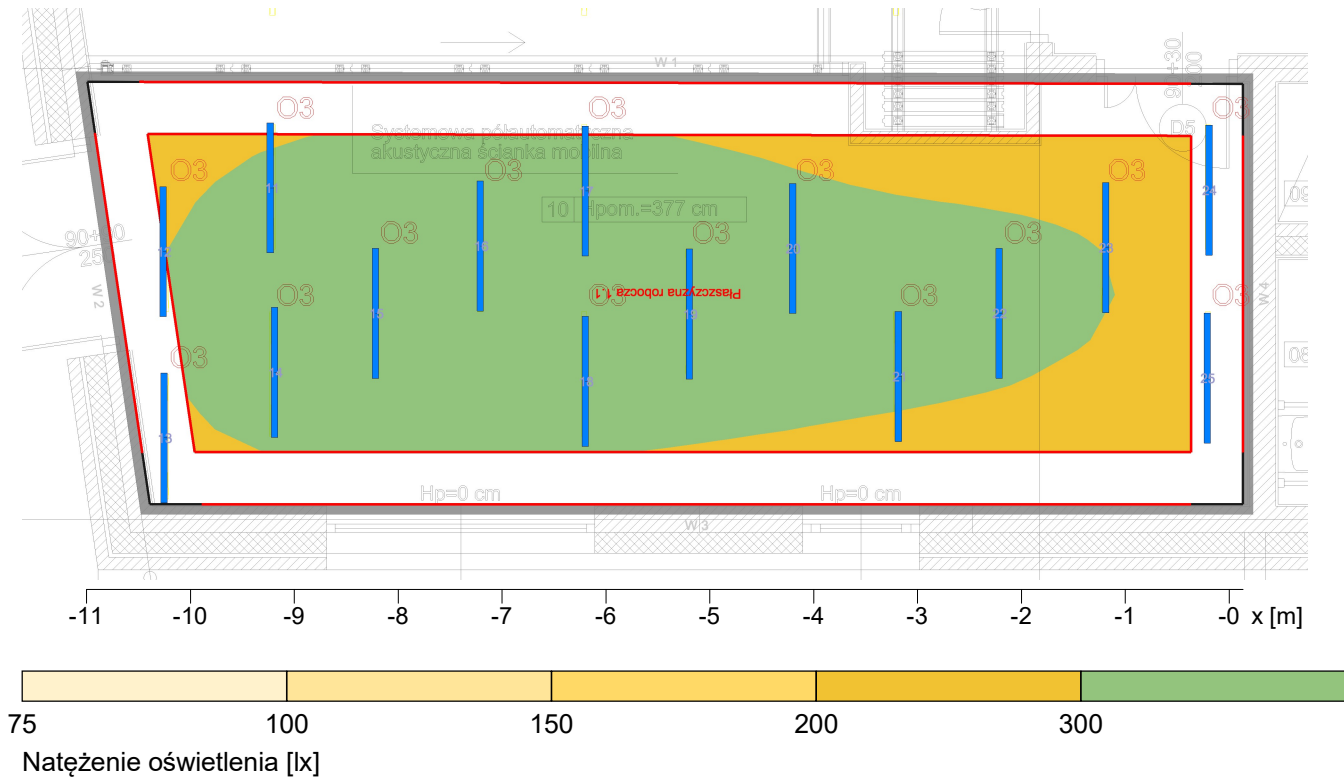 W 1
90+30
200
D5
O3 O3 O3
Systemowa półautomatyczna
akustyczna ścianka mobilna
O3 O3 O3 O3
11 17 24
10 Hpom.=377 cm
90+90
25
O3 O3 O3
12 16 20 23
Płaszczyzna robocza 1.1
W 2
W 4
O3 O3 O3 O3
15 19 22
O3
14 18 21 25
13
Hp=0 cm Hp=0 cm
W 3
-11 -10 -9 -8 -7 -6 -5 -4 -3 -2 -1 -0 x [m]
75 100 150 200 300
Natężenie oświetlenia [lx]